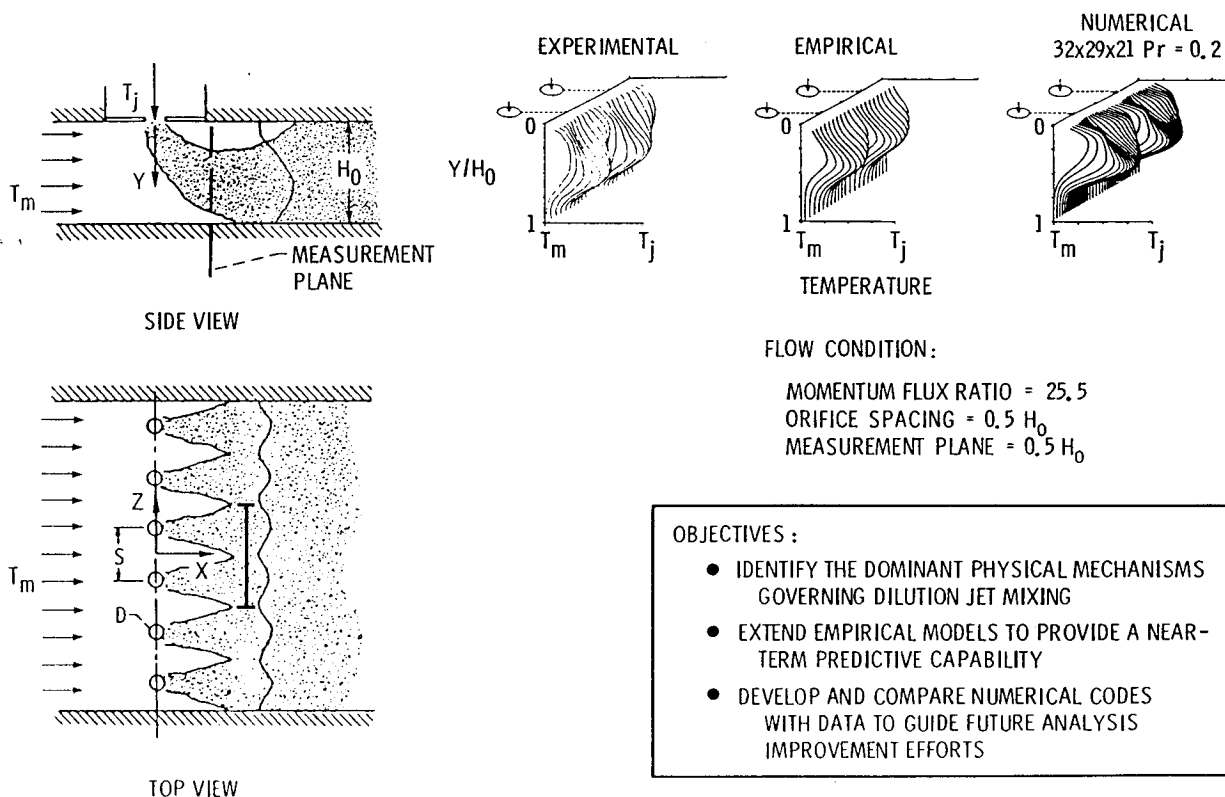 T_j
Y
H_0
T_m
MEASUREMENT
PLANE
SIDE VIEW
EXPERIMENTAL
EMPIRICAL
NUMERICAL
32x29x21 Pr = 0.2
0
Y/H_0
1
T_m
T_j
0
1
T_m
T_j
0
1
T_m
T_j
TEMPERATURE
FLOW CONDITION:
MOMENTUM FLUX RATIO = 25.5
ORIFICE SPACING = 0.5 H_0
MEASUREMENT PLANE = 0.5 H_0
Z
S
X
T_m
D
TOP VIEW
OBJECTIVES:
● IDENTIFY THE DOMINANT PHYSICAL MECHANISMS
GOVERNING DILUTION JET MIXING
● EXTEND EMPIRICAL MODELS TO PROVIDE A NEAR-
TERM PREDICTIVE CAPABILITY
● DEVELOP AND COMPARE NUMERICAL CODES
WITH DATA TO GUIDE FUTURE ANALYSIS
IMPROVEMENT EFFORTS